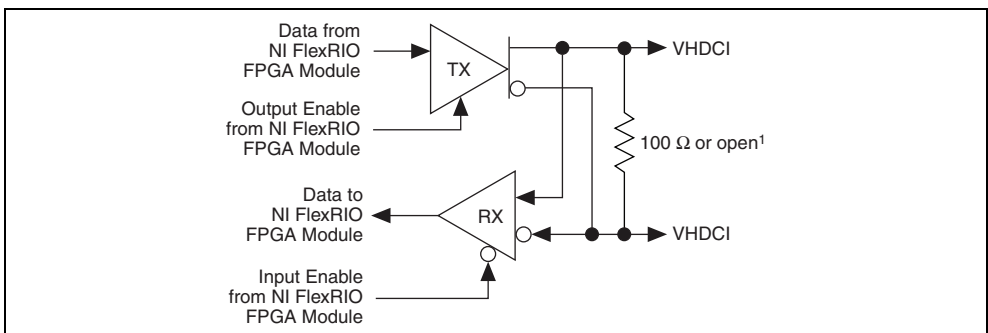 Data from
NI FlexRIO
FPGA Module
TX
VHDCI
Output Enable
from NI FlexRIO
FPGA Module
100 Ω or open¹
Data to
NI FlexRIO
FPGA Module
RX
VHDCI
Input Enable
from NI FlexRIO
FPGA Module